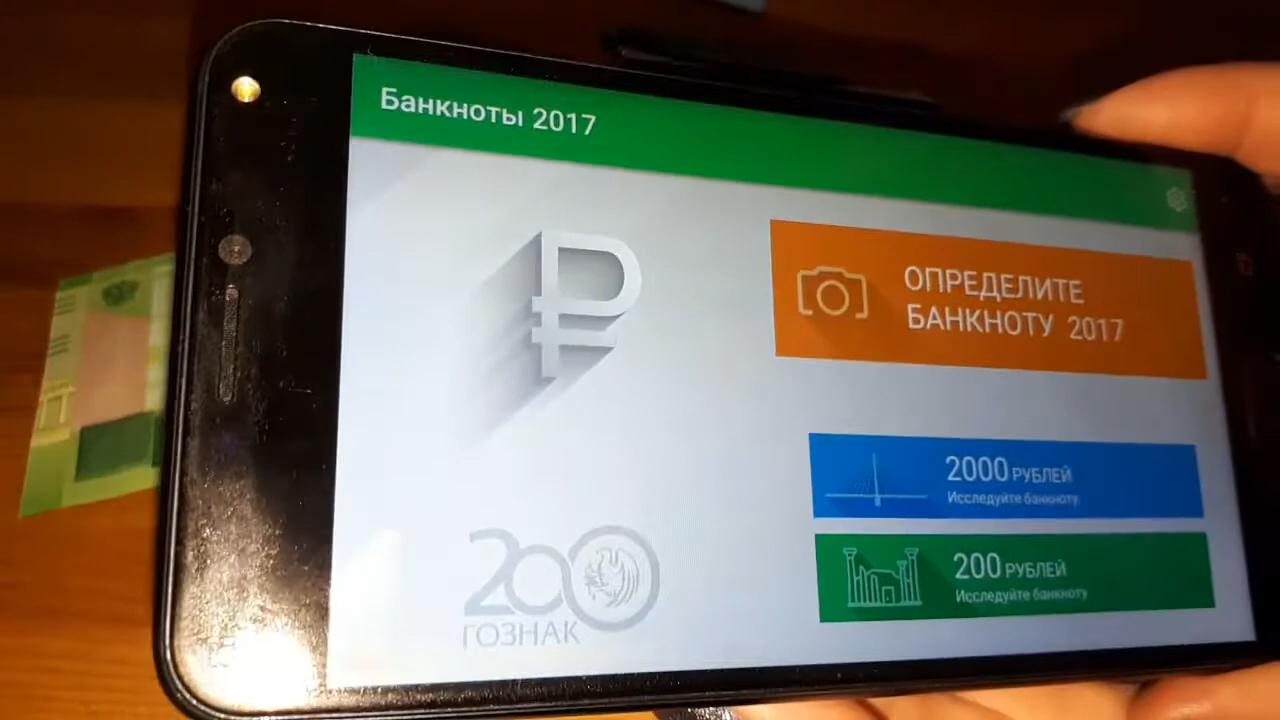 Банкноты 2017
ОПРЕДЕЛИТЕ
БАНКНОТУ 2017
2000 РУБЛЕЙ
Исследуйте банкноту
200 РУБЛЕЙ
Исследуйте банкноту
200
ГОЗНАК